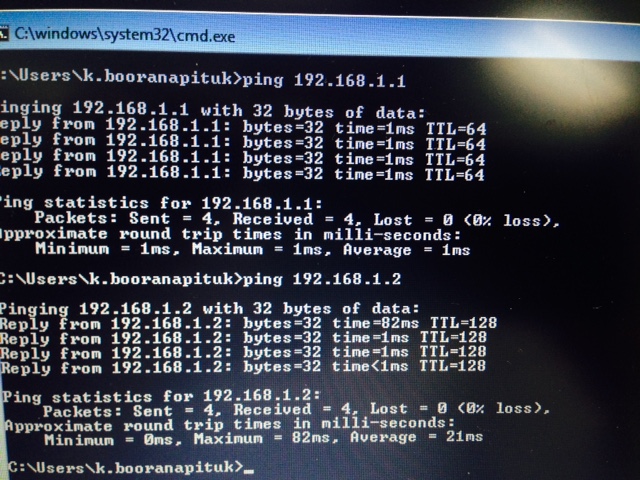 C:\windows\system32\cmd.exe
:\Users\k.booranapituk>ping 192.168.1.1
inging 192.168.1.1 with 32 bytes of data:
eply from 192.168.1.1: bytes=32 time=1ms TTL=64
eply from 192.168.1.1: bytes=32 time=1ms TTL=64
eply from 192.168.1.1: bytes=32 time=1ms TTL=64
eply from 192.168.1.1: bytes=32 time=1ms TTL=64
Ping statistics for 192.168.1.1:
Packets: Sent = 4, Received = 4, Lost = 0 (0% loss),
Approximate round trip times in milli-seconds:
Minimum = 1ms, Maximum = 1ms, Average = 1ms
C:\Users\k.booranapituk>ping 192.168.1.2
Pinging 192.168.1.2 with 32 bytes of data:
Reply from 192.168.1.2: bytes=32 time=82ms TTL=128
Reply from 192.168.1.2: bytes=32 time=1ms TTL=128
Reply from 192.168.1.2: bytes=32 time=1ms TTL=128
Reply from 192.168.1.2: bytes=32 time<1ms TTL=128
Ping statistics for 192.168.1.2:
Packets: Sent = 4, Received = 4, Lost = 0 (0% loss),
Approximate round trip times in milli-seconds:
Minimum = 0ms, Maximum = 82ms, Average = 21ms
C:\Users\k.booranapituk>_